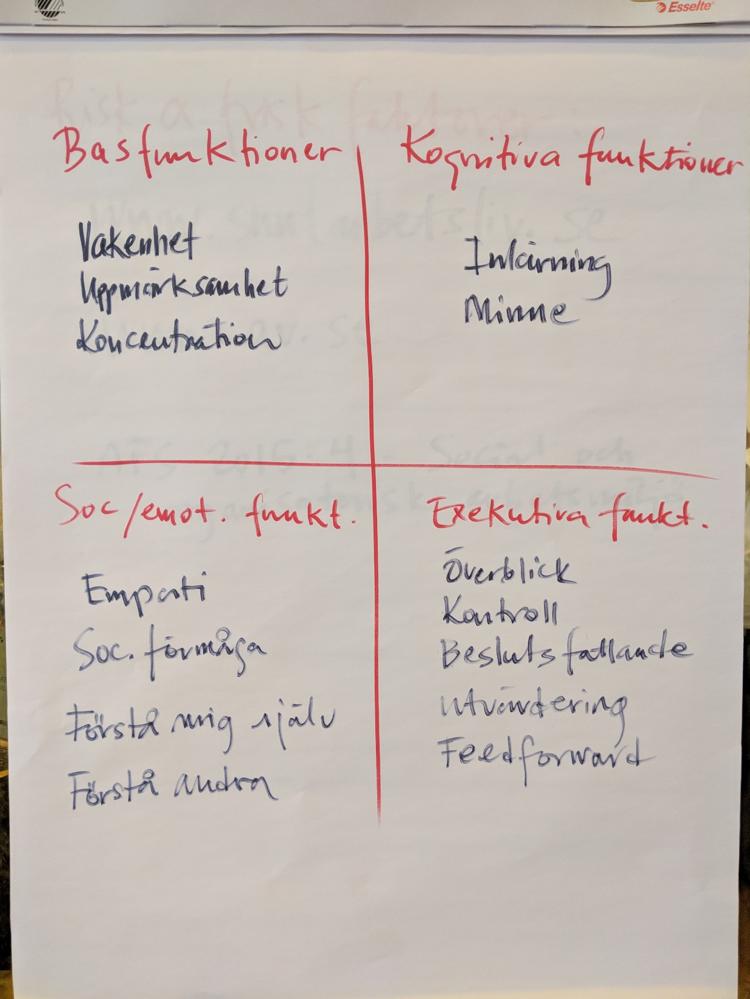 Esselte
Basfunktioner
Vakenhet
Uppmärksamhet
Koncentration
Kognitiva funktioner
Inlärning
Minne
Soc/emot. funkt.
Empati
Soc. förmåga
Förstå mig själv
Förstå andra
Exekutiva funkt.
Överblick
Kontroll
Beslutsfattande
Utvärdering
Feedforward